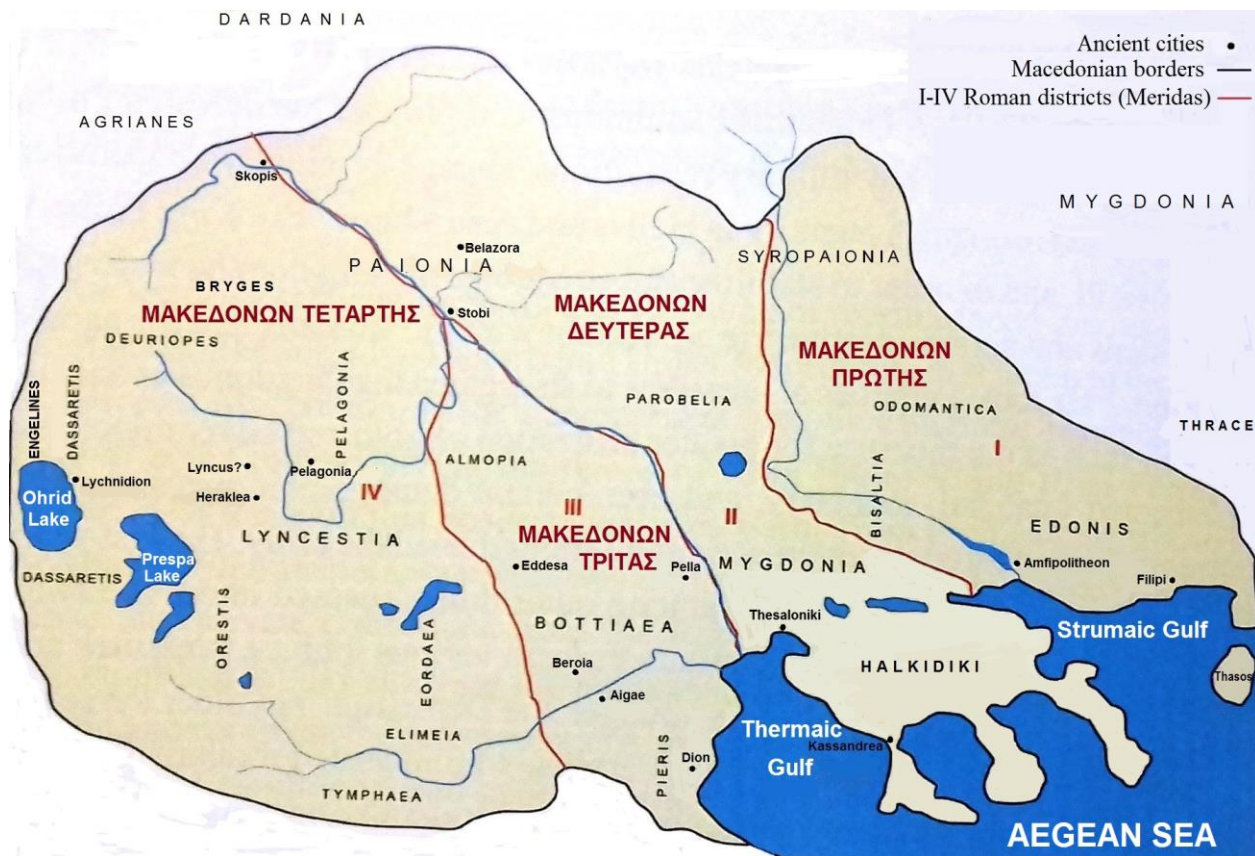 DARDANIA
Ancient cities
Macedonian borders
I-IV Roman districts (Meridas)
AGRIANES
Skopis
MYGDONIA
Belazora
PAIONIA
SYROPAIONIA
BRYGES
ΜΑΚΕΔΟΝΩΝ ΤΕΤΑΡΤΗΣ
Stobi
ΜΑΚΕΔΟΝΩΝ
ΔΕΥΤΕΡΑΣ
DEURIOPES
ΜΑΚΕΔΟΝΩΝ
ΠΡΩΤΗΣ
ENGELINES
DASSARETIS
PELAGONIA
PAROBELIA
ODOMANTICA
THRACE
I
Lyncus?
Pelagonia
ALMOPIA
Lychnidion
Ohrid
Lake
Heraklea
IV
III
II
BISALTIA
LYNCESTIA
ΜΑΚΕΔΟΝΩΝ
ΤΡΙΤΑΣ
EDONIS
Prespa
Lake
DASSARETIS
Eddesa
Pella
MYGDONIA
Amfipolitheon
Filipi
ORESTIS
EORDAEA
BOTTIAEA
Thesaloniki
Strumaic Gulf
HALKIDIKI
Thasos
Beroia
Aigae
ELIMEIA
Thermaic
Gulf
Kassandrea
PIERIS
Dion
TYMPHAEA
AEGEAN SEA